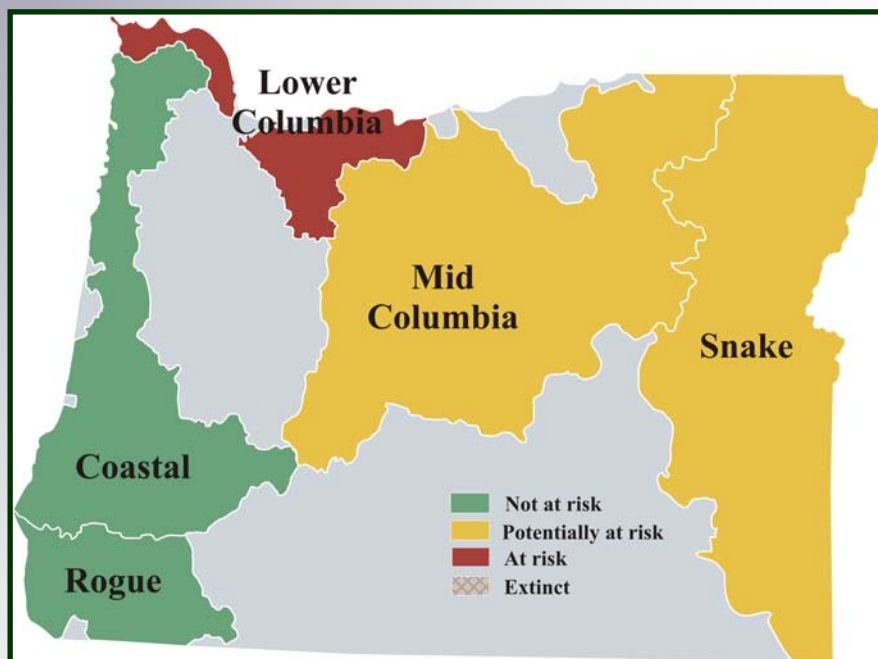 Lower
Columbia
Mid
Columbia
Snake
Coastal
Rogue
Not at risk
Potentially at risk
At risk
Extinct